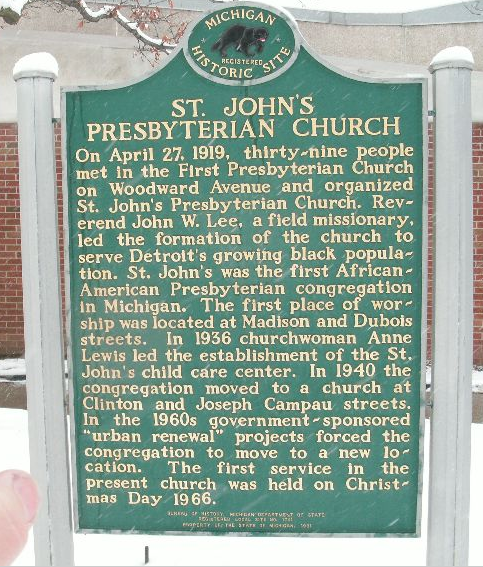 MICHIGAN
REGISTERED
HISTORIC SITE
ST. JOHN'S
PRESBYTERIAN CHURCH
On April 27, 1919, thirty-nine people
met in the First Presbyterian Church
on Woodward Avenue and organized
St. John's Presbyterian Church. Rev-
erend John W. Lee, a field missionary,
led the formation of the church to
serve Detroit's growing black popula-
tion. St. John's was the first African-
American Presbyterian congregation
in Michigan. The first place of wor-
ship was located at Madison and Dubois
streets. In 1936 churchwoman Anne
Lewis led the establishment of the St.
John's child care center. In 1940 the
congregation moved to a church at
Clinton and Joseph Campau streets.
In the 1960s government-sponsored
"urban renewal" projects forced the
congregation to move to a new lo-
cation. The first service in the
present church was held on Christ-
mas Day 1966.
BUREAU OF HISTORY, MICHIGAN DEPARTMENT OF STATE
REGISTERED LOCAL SITE NO.
PROPERTY OF THE STATE OF MICHIGAN,